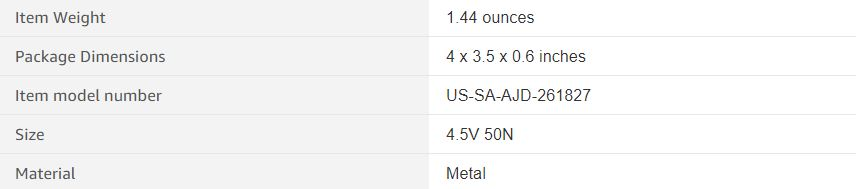 Item Weight 1.44 ounces
Package Dimensions 4 x 3.5 x 0.6 inches
Item model number US-SA-AJD-261827
Size 4.5V 50N
Material Metal